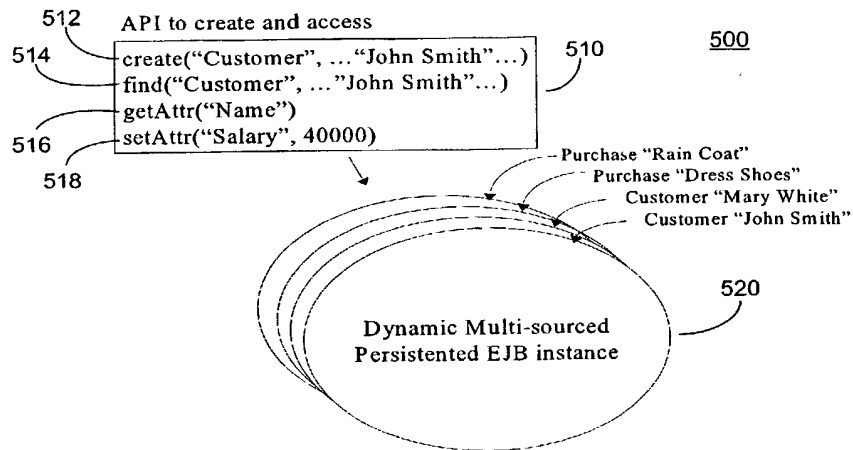 API to create and access
512
create("Customer", ..."John Smith"...)
514
find("Customer", ..."John Smith"...)
510
500
getAttr("Name")
516
setAttr("Salary", 40000)
518
Purchase "Rain Coat"
Purchase "Dress Shoes"
Customer "Mary White"
Customer "John Smith"
520
Dynamic Multi-sourced
Persistented EJB instance